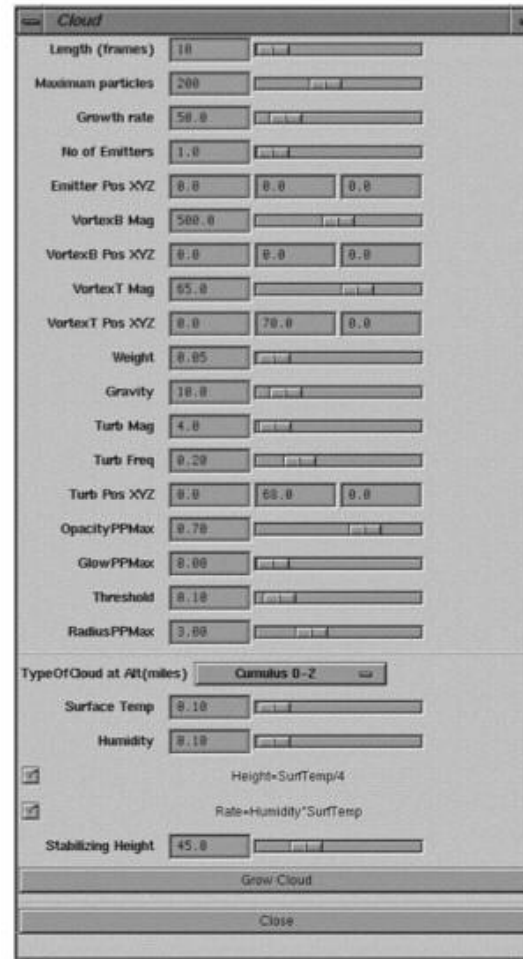 Cloud
Length (frames) 10
Maximum particles 200
Growth rate 50.0
No of Emitters 1.0
Emitter Pos XYZ 0.0 0.0 0.0
VortexB Mag 500.0
VortexB Pos XYZ 0.0 0.0 0.0
VortexT Mag 65.0
VortexT Pos XYZ 0.0 70.0 0.0
Weight 0.05
Gravity 10.0
Turb Mag 4.0
Turb Freq 0.20
Turb Pos XYZ 0.0 68.0 0.0
OpacityPPMax 0.70
GlowPPMax 0.00
Threshold 0.10
RadiusPPMax 3.00
TypeOfCloud at Alt(miles) Cumulus 0-2
Surface Temp 0.10
Humidity 0.10
Height=SurfTemp/4
Rate=Humidity*SurfTemp
Stabilizing Height 45.0
Grow Cloud
Close